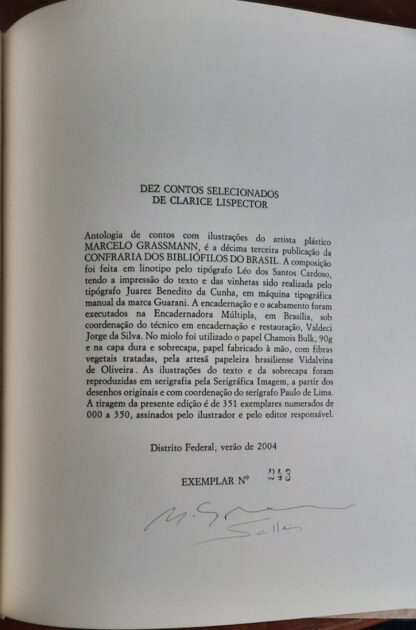 DEZ CONTOS SELECIONADOS
DE CLARICE LISPECTOR
Antologia de contos com ilustrações do artista plástico
MARCELO GRASSMANN, é a décima terceira publicação da
CONFRARIA DOS BIBLIÓFILOS DO BRASIL. A composição
foi feita em linotipo pelo tipógrafo Léo dos Santos Cardoso,
tendo a impressão do texto e das vinhetas sido realizada pelo
tipógrafo Juarez Benedito da Cunha, em máquina tipográfica
manual da marca Guarani. A encadernação e o acabamento foram
executados na Encadernadora Múltipla, em Brasília, sob
coordenação do técnico em encadernação e restauração, Valdeci
Jorge da Silva. No miolo foi utilizado o papel Chamois Bulk, 90g
e na capa dura e sobrecapa, papel fabricado à mão, com fibras
vegetais tratadas, pela artesã papeleira brasiliense Vidalvina
de Oliveira. As ilustrações do texto e da sobrecapa foram
reproduzidas em serigrafia pela Serigráfica Imagem, a partir dos
desenhos originais e com coordenação do serígrafo Paulo de Lima.
A tiragem da presente edição é de 351 exemplares numerados de
000 a 350, assinados pelo ilustrador e pelo editor responsável.
Distrito Federal, verão de 2004
EXEMPLAR Nº 243